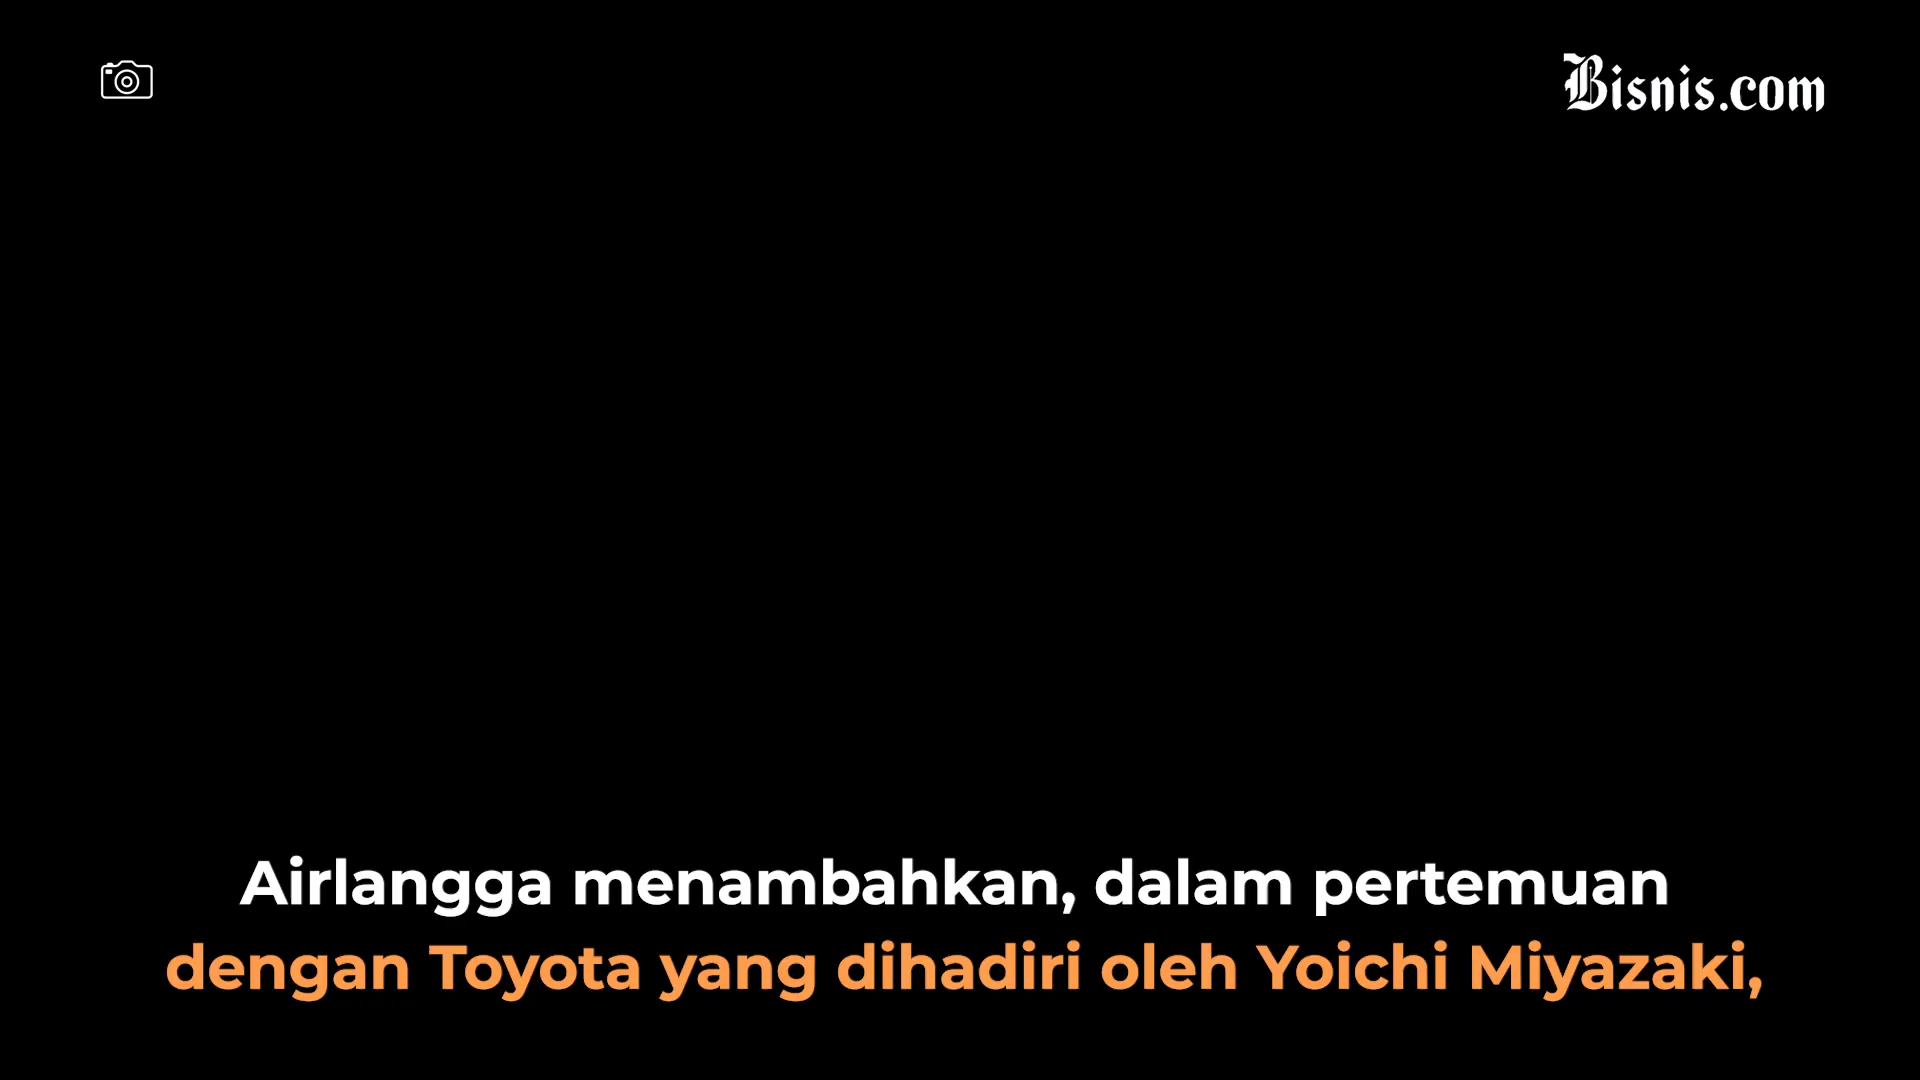 Bisnis.com
Airlangga menambahkan, dalam pertemuan
dengan Toyota yang dihadiri oleh Yoichi Miyazaki,